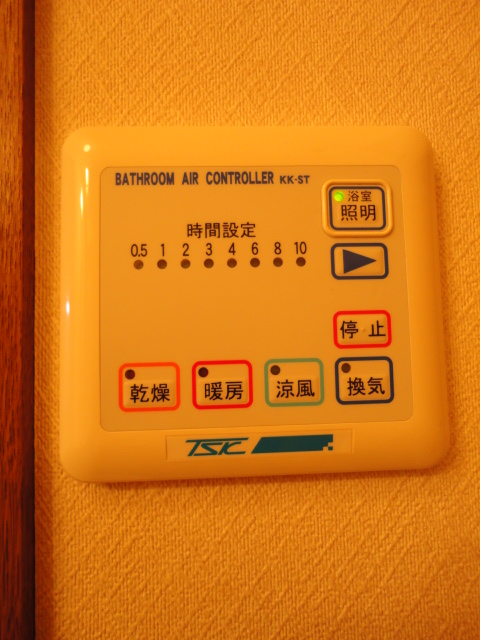 BATHROOM AIR CONTROLLER KK-ST
浴室
照明
時間設定
0.5 1 2 3 4 6 8 10
停止
乾燥 暖房 涼風 換気
TSK